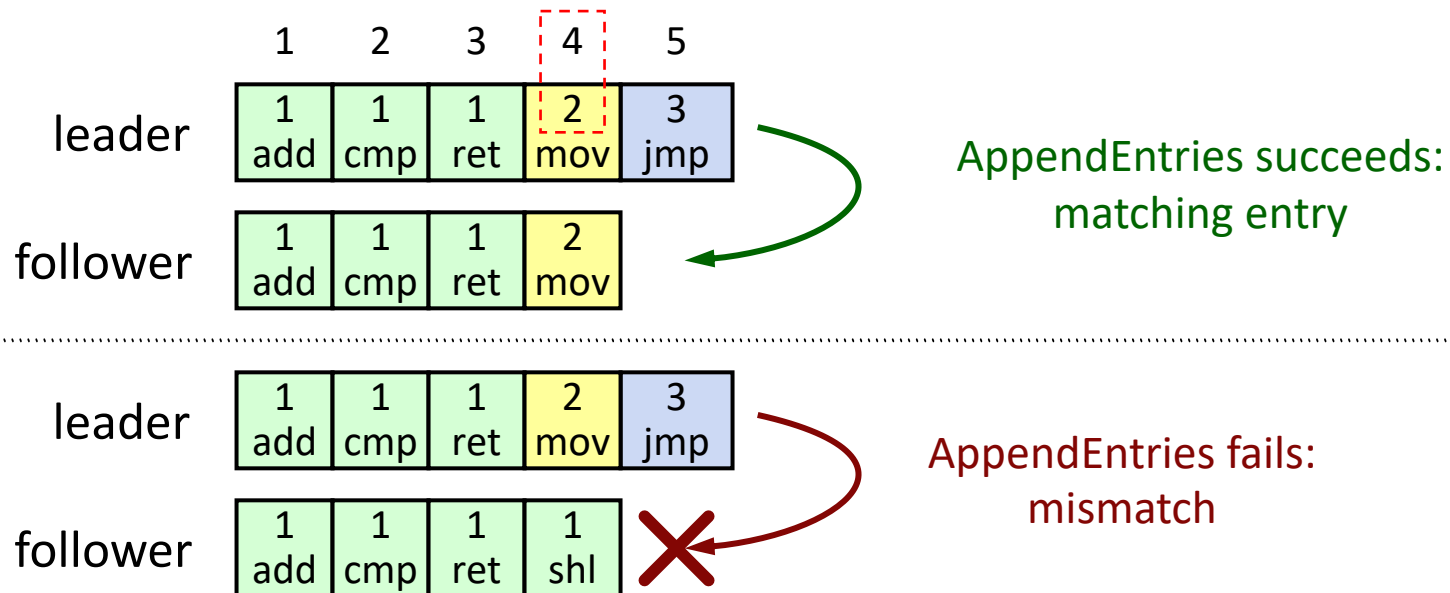 1 2 3 4 5
leader
1 1 1 2 3
add cmp ret mov jmp
AppendEntries succeeds:
matching entry
follower
1 1 1 2
add cmp ret mov
leader
1 1 1 2 3
add cmp ret mov jmp
AppendEntries fails:
mismatch
follower
1 1 1 1
add cmp ret shl